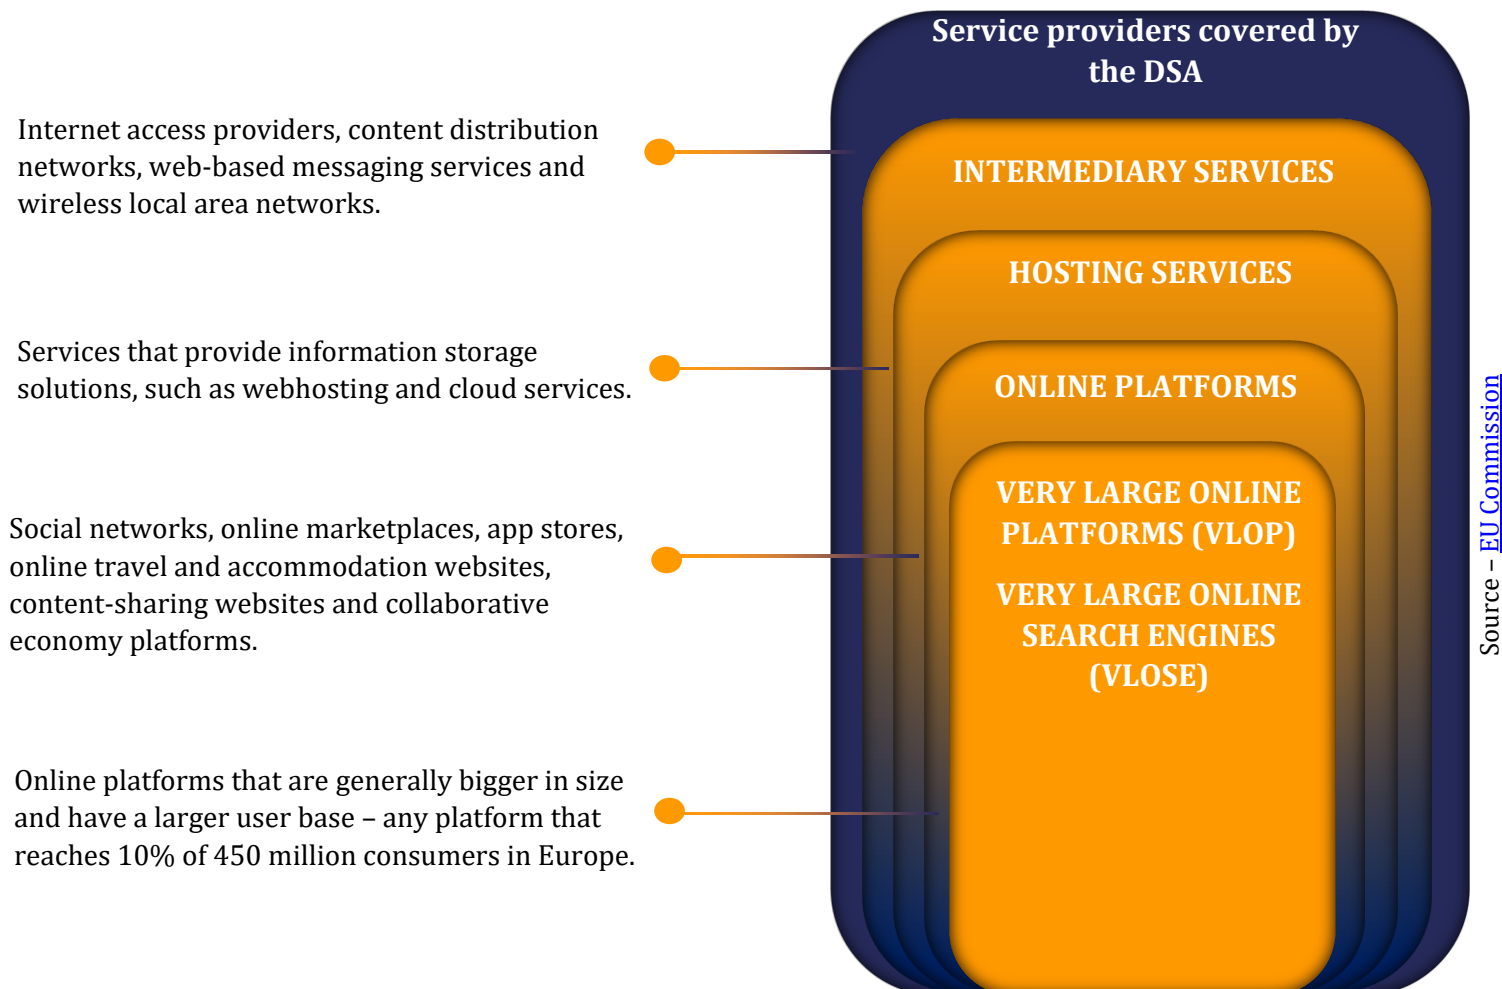 Service providers covered by
the DSA
Internet access providers, content distribution
networks, web-based messaging services and
wireless local area networks.
INTERMEDIARY SERVICES
HOSTING SERVICES
Services that provide information storage
solutions, such as webhosting and cloud services.
ONLINE PLATFORMS
Social networks, online marketplaces, app stores,
online travel and accommodation websites,
content-sharing websites and collaborative
economy platforms.
VERY LARGE ONLINE
PLATFORMS (VLOP)
VERY LARGE ONLINE
SEARCH ENGINES
(VLOSE)
Online platforms that are generally bigger in size
and have a larger user base – any platform that
reaches 10% of 450 million consumers in Europe.
Source – EU Commission